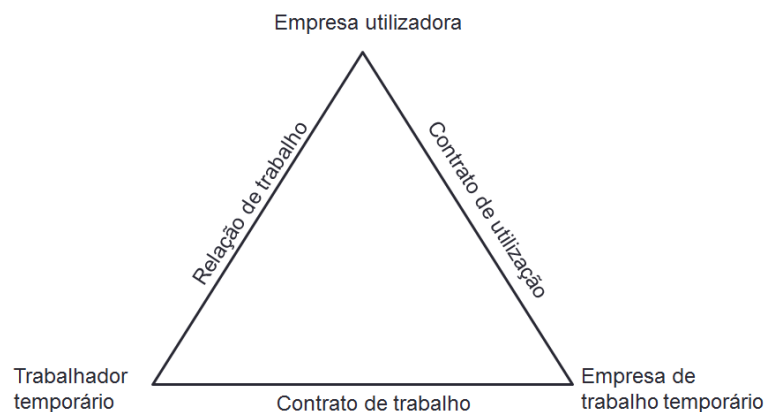 Empresa utilizadora
Relação de trabalho
Contrato de utilização
Trabalhador
temporário
Contrato de trabalho
Empresa de
trabalho temporário